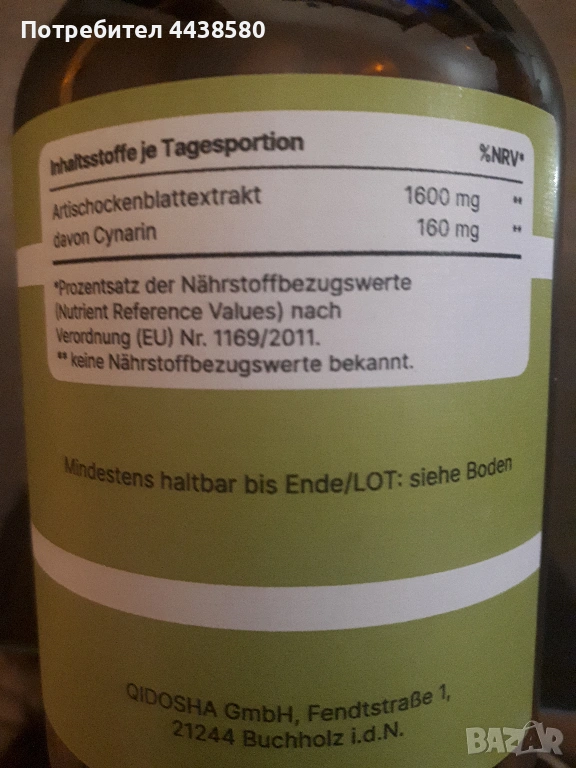 Потребител 4438580
Inhaltsstoffe je Tagesportion %NRV*
Artischockenblattextrakt 1600 mg **
davon Cynarin 160 mg **
*Prozentsatz der Nährstoffbezugswerte
(Nutrient Reference Values) nach
Verordnung (EU) Nr. 1169/2011.
** keine Nährstoffbezugswerte bekannt.
Mindestens haltbar bis Ende/LOT: siehe Boden
QIDOSHA GmbH, Fendtstraße 1,
21244 Buchholz i.d.N.
BAZAR